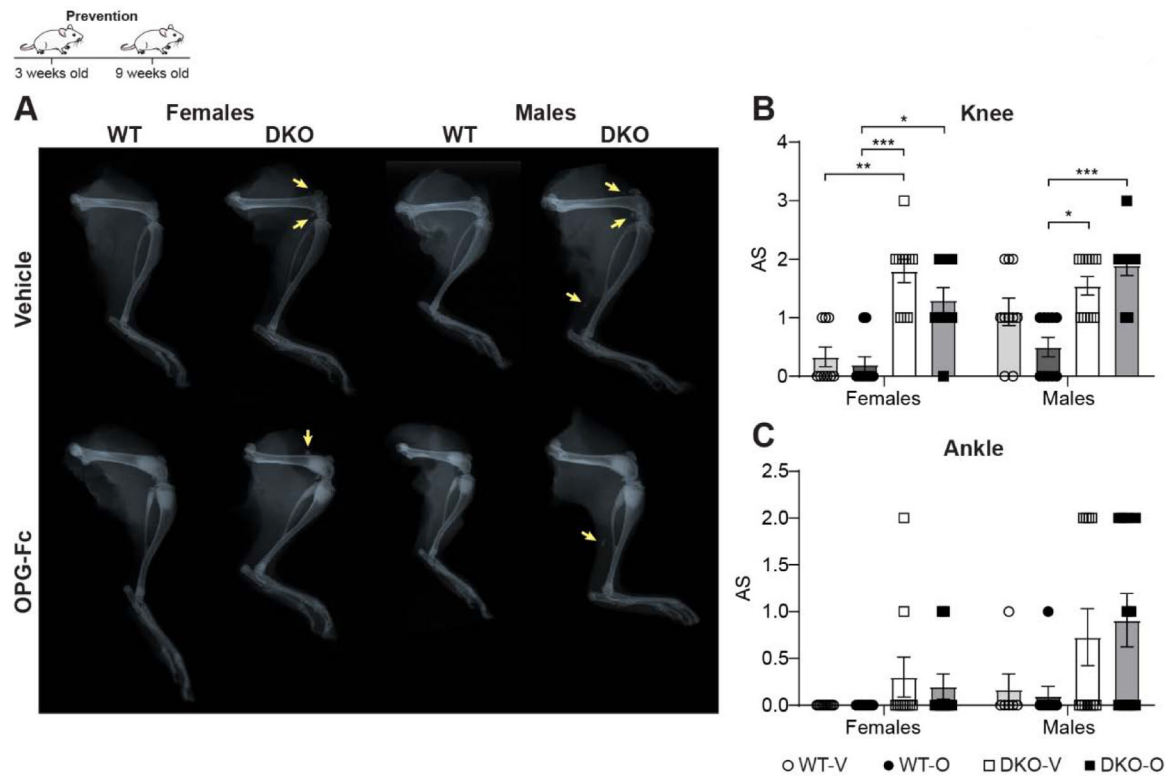 Prevention
3 weeks old 9 weeks old
A
Females Males
WT DKO WT DKO
Vehicle
OPG-Fc
B
Knee
AS
4
3
2
1
0
* *** ** *** *
Females Males
C
Ankle
AS
2.5
2.0
1.5
1.0
0.5
0.0
Females Males
WT-V WT-O DKO-V DKO-O